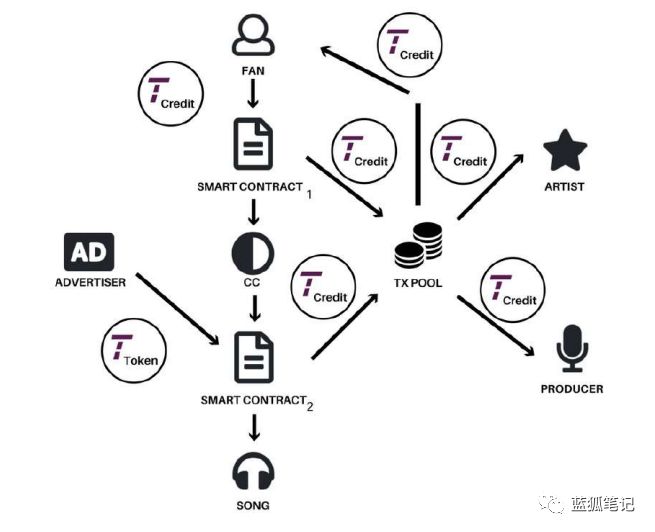 T Credit
FAN
T Credit
SMART CONTRACT 1
T Credit
T Credit
ARTIST
AD
ADVERTISER
CC
TX POOL
T Credit
T Credit
T Token
SMART CONTRACT 2
PRODUCER
SONG
蓝狐笔记